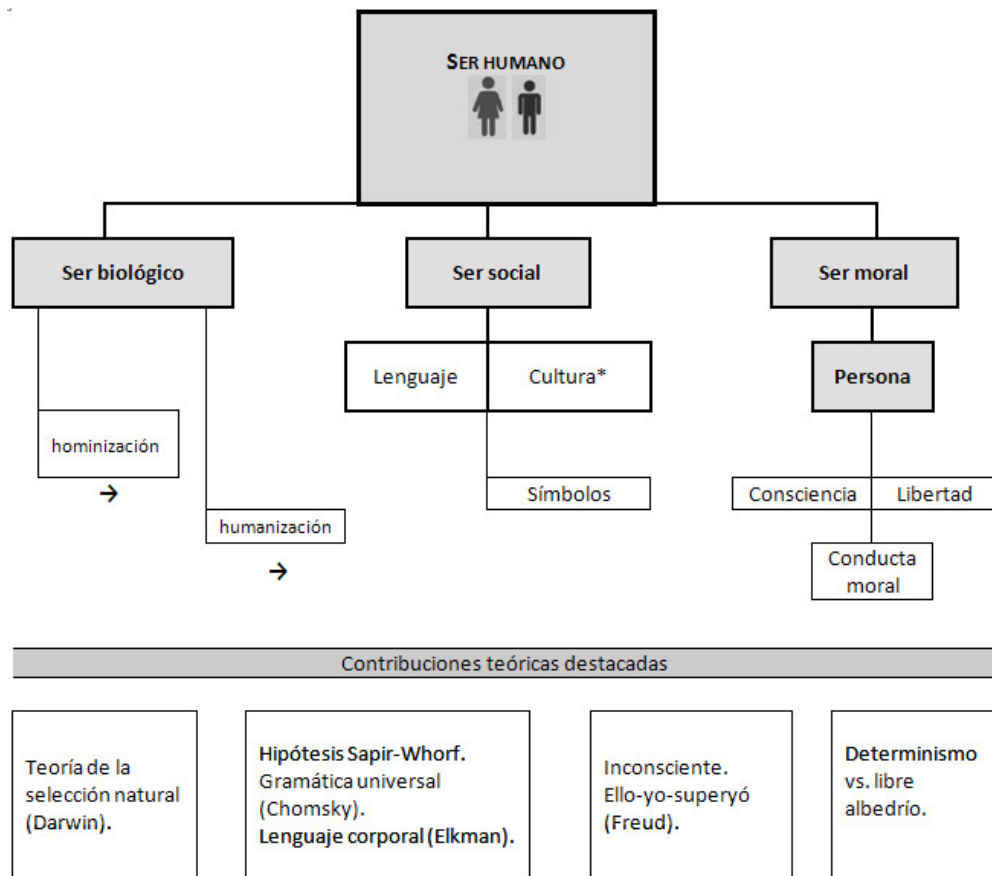 SER HUMANO
Ser biológico
Ser social
Ser moral
Lenguaje
Cultura*
Persona
hominización
→
Símbolos
Consciencia
Libertad
humanización
→
Conducta
moral
Contribuciones teóricas destacadas
Teoría de la
selección natural
(Darwin).
Hipótesis Sapir-Whorf.
Gramática universal
(Chomsky).
Lenguaje corporal (Elkman).
Inconsciente.
Ello-yo-superyó
(Freud).
Determinismo
vs. libre
albedrío.